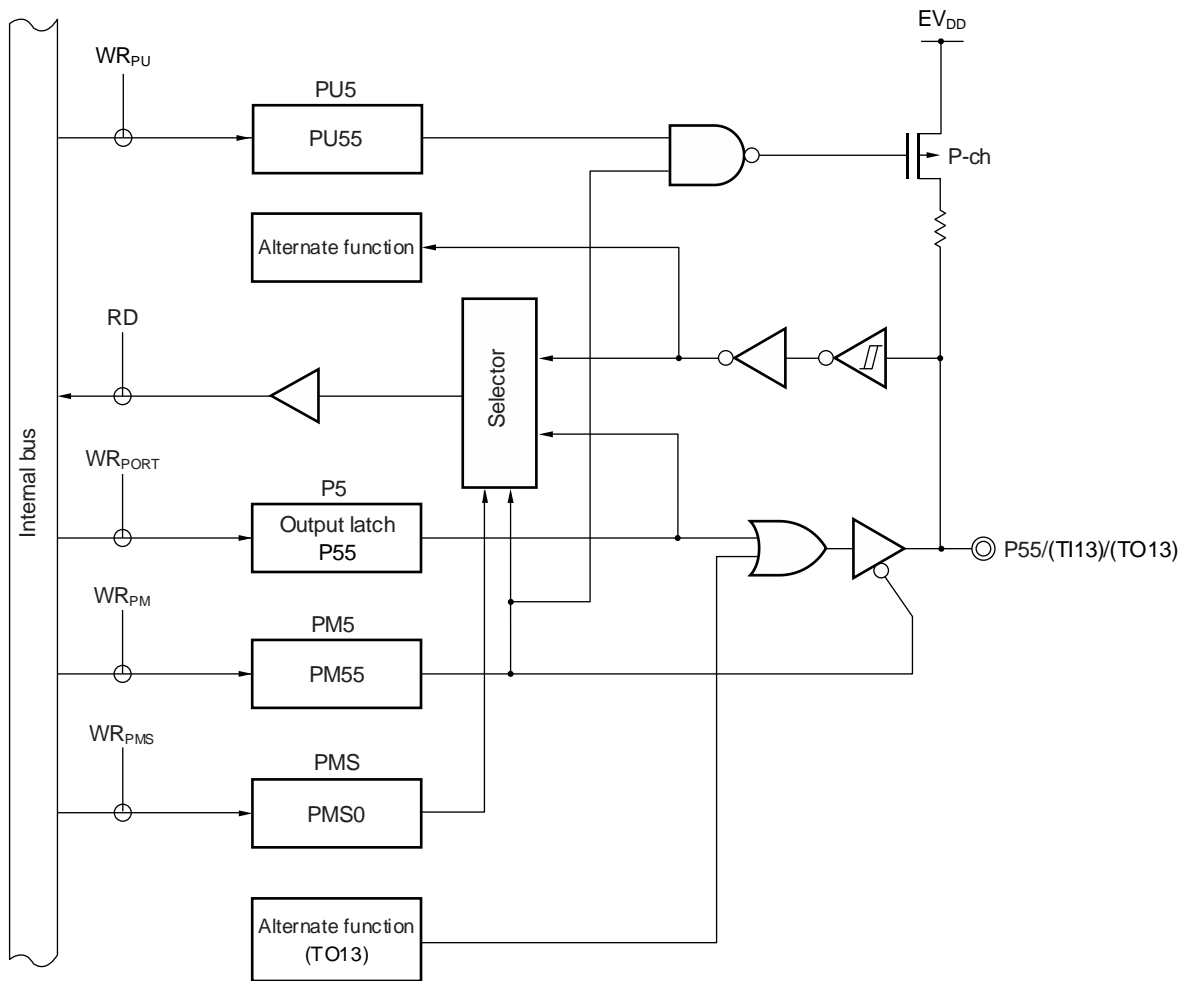 EVDD
WRPU
PU5
PU55
P-ch
Alternate function
RD
Selector
Internal bus
WRPORT
P5
Output latch
P55
P55/(TI13)/(TO13)
WRPM
PM5
PM55
WRPMS
PMS
PMS0
Alternate function
(TO13)